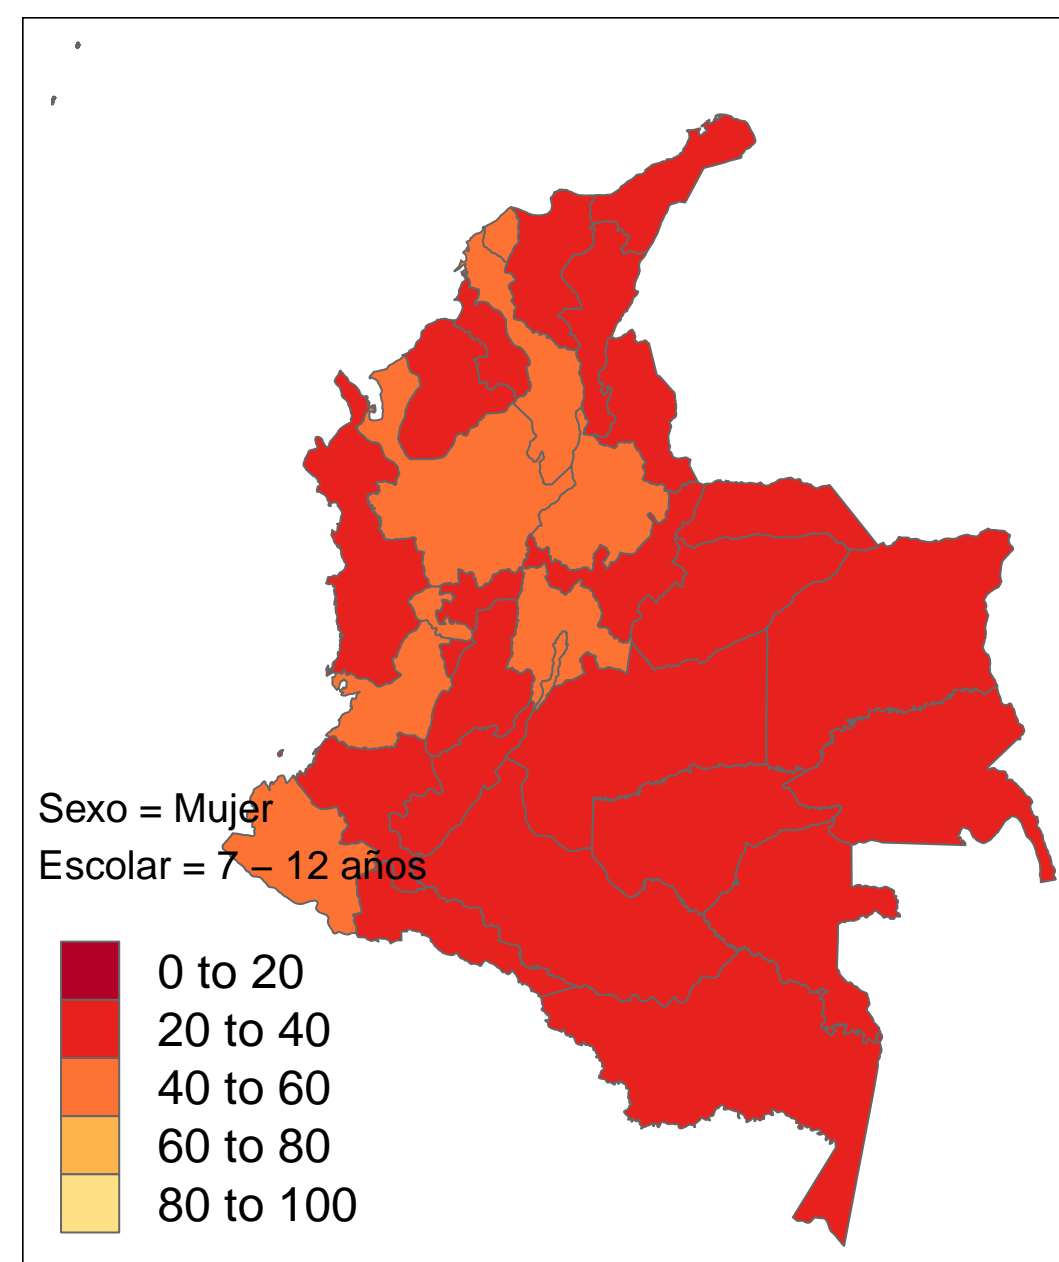 Sexo = Mujer
Escolar = 7 – 12 años
0 to 20
20 to 40
40 to 60
60 to 80
80 to 100